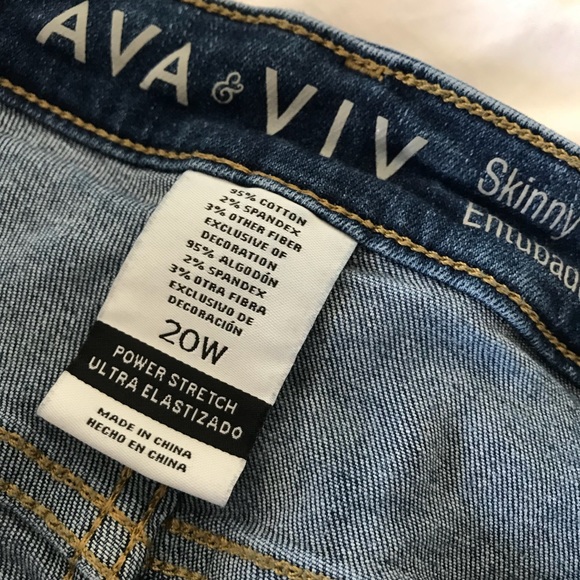 AVA & VIV
Skinny
95% COTTON
2% SPANDEX
3% OTHER FIBER
EXCLUSIVE OF
DECORATION
95% ALGODÓN
2% SPANDEX
3% OTRA FIBRA
EXCLUSIVO DE
DECORACIÓN
20W
POWER STRETCH
ULTRA ELASTIZADO
MADE IN CHINA
HECHO EN CHINA